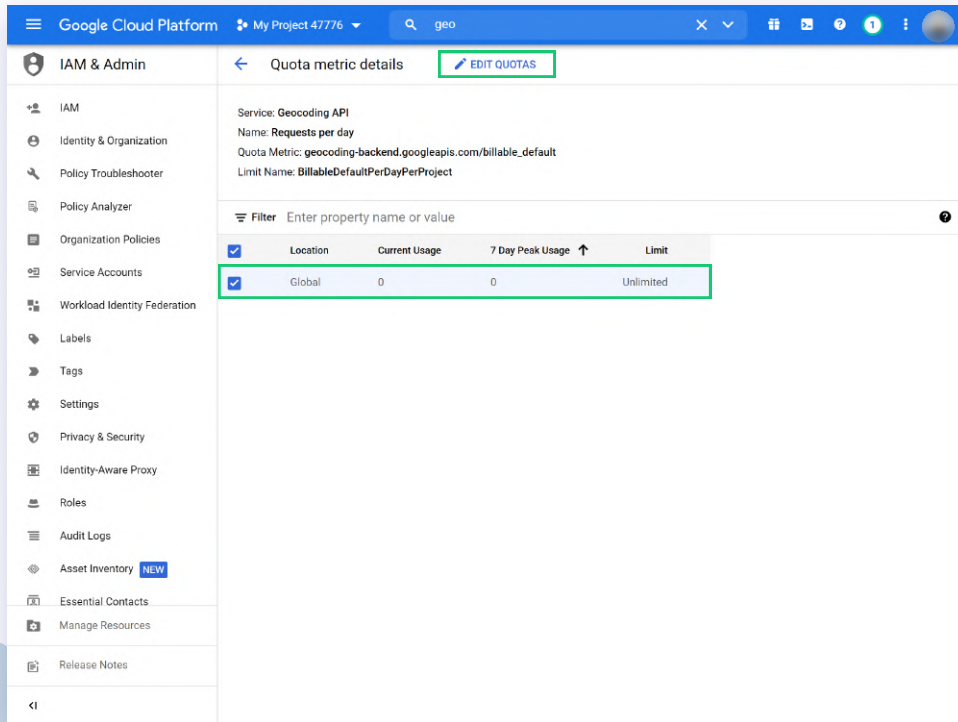 Google Cloud Platform
My Project 47776
geo
1
IAM & Admin
Quota metric details
EDIT QUOTAS
IAM
Identity & Organization
Policy Troubleshooter
Policy Analyzer
Organization Policies
Service Accounts
Workload Identity Federation
Labels
Tags
Settings
Privacy & Security
Identity-Aware Proxy
Roles
Audit Logs
Asset Inventory NEW
Essential Contacts
Manage Resources
Release Notes
Service: Geocoding API
Name: Requests per day
Quota Metric: geocoding-backend.googleapis.com/billable_default
Limit Name: BillableDefaultPerDayPerProject
Filter Enter property name or value
Location Current Usage 7 Day Peak Usage Limit
Global 0 0 Unlimited